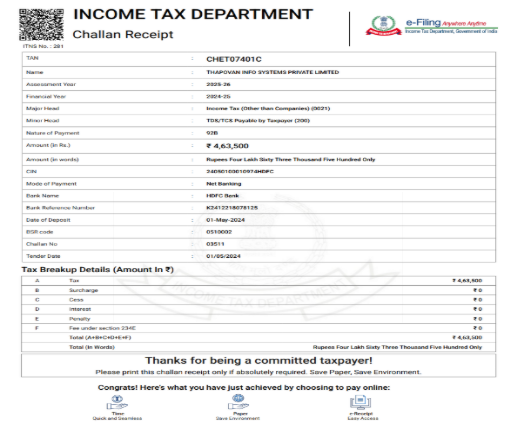 INCOME TAX DEPARTMENT
Challan Receipt
e-Filing Anywhere Anytime
Income Tax Department, Government of India
ITNS No. : 281
TAN : CHET07401C
Name : THAPOVAN INFO SYSTEMS PRIVATE LIMITED
Assessment Year : 2025-26
Financial Year : 2024-25
Major Head : Income Tax (Other than Companies) (0021)
Minor Head : TDS/TCS Payable by Taxpayer (200)
Nature of Payment : 92B
Amount (in Rs.) : ₹ 4,63,500
Amount (in words) : Rupees Four Lakh Sixty Three Thousand Five Hundred Only
CIN : 24050100010974HDFC
Mode of Payment : Net Banking
Bank Name : HDFC Bank
Bank Reference Number : K2412218078125
Date of Deposit : 01-May-2024
BSR code : 0510002
Challan No : 03511
Tender Date : 01/05/2024
Tax Breakup Details (Amount In ₹)
A Tax ₹ 4,63,500
B Surcharge ₹ 0
C Cess ₹ 0
D Interest ₹ 0
E Penalty ₹ 0
F Fee under section 234E ₹ 0
Total (A+B+C+D+E+F) ₹ 4,63,500
Total (In Words) Rupees Four Lakh Sixty Three Thousand Five Hundred Only
INCOME TAX DEPARTMENT
Thanks for being a committed taxpayer!
Please print this challan receipt only if absolutely required. Save Paper, Save Environment.
Congrats! Here's what you have just achieved by choosing to pay online:
Time
Quick and Seamless
Paper
Save Environment
e-Receipt
Easy Access